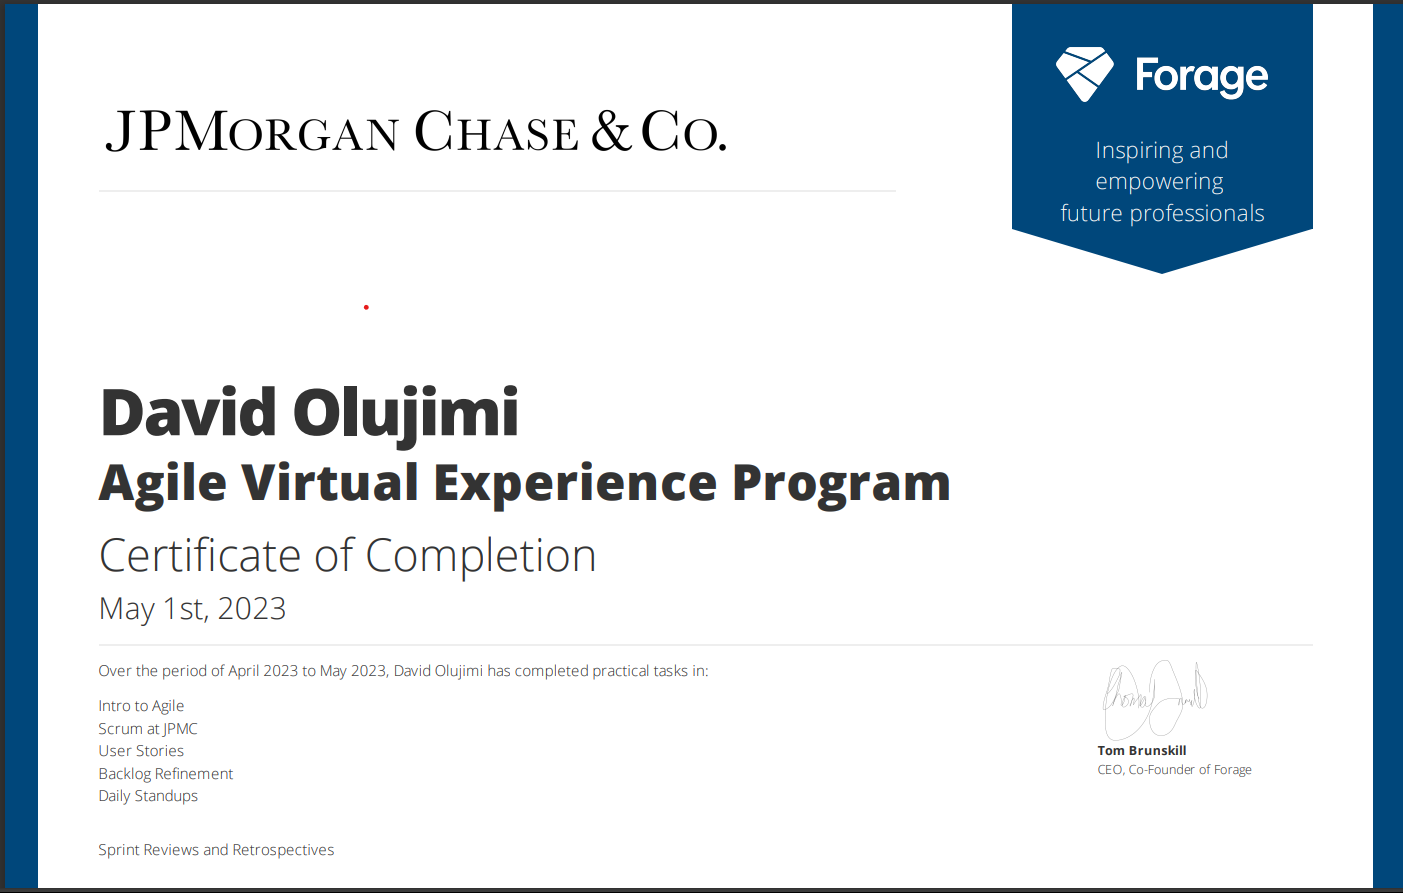 JPMORGAN CHASE & CO.
Forage
Inspiring and
empowering
future professionals
David Olujimi
Agile Virtual Experience Program
Certificate of Completion
May 1st, 2023
Over the period of April 2023 to May 2023, David Olujimi has completed practical tasks in:
Intro to Agile
Scrum at JPMC
User Stories
Backlog Refinement
Daily Standups
Sprint Reviews and Retrospectives
Tom Brunskill
CEO, Co-Founder of Forage